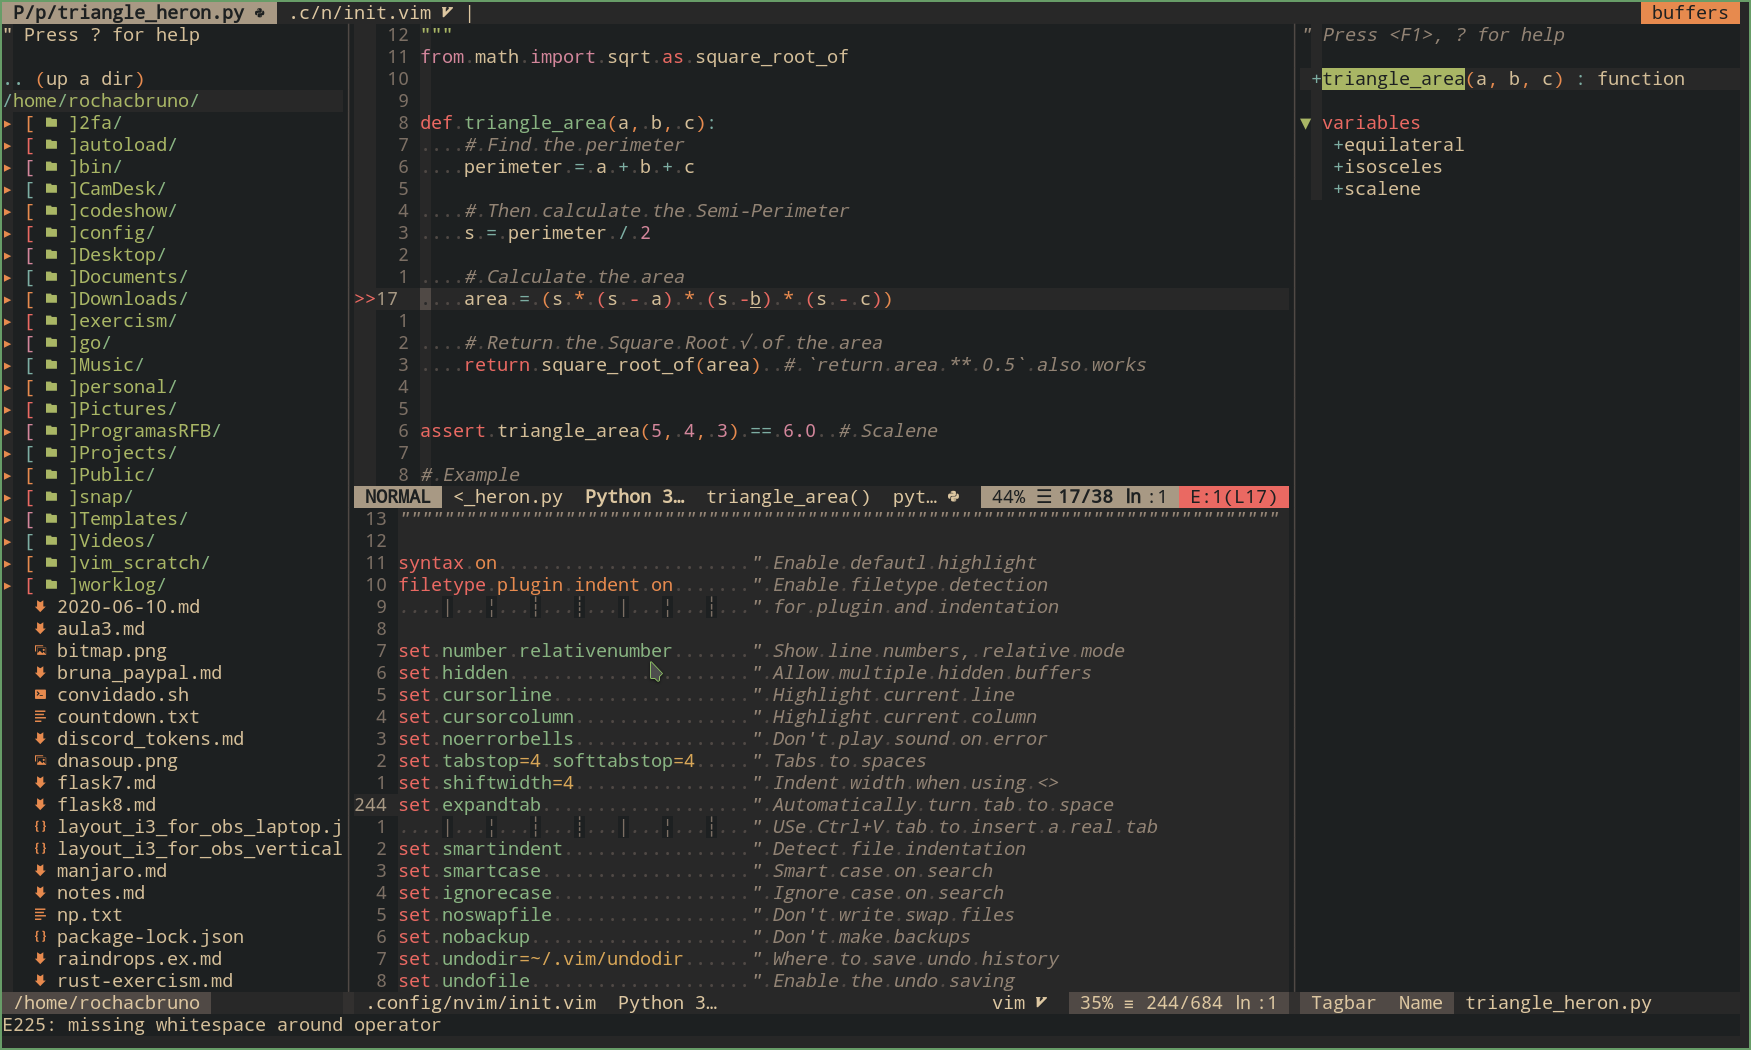 P/p/triangle_heron.py .c/n/init.vim | buffers
" Press ? for help
.. (up a dir)
/home/rochacbruno/
▸ [ ]2fa/
▸ [ ]autoload/
▸ [ ]bin/
▸ [ ]CamDesk/
▸ [ ]codeshow/
▸ [ ]config/
▸ [ ]Desktop/
▸ [ ]Documents/
▸ [ ]Downloads/
▸ [ ]exercism/
▸ [ ]go/
▸ [ ]Music/
▸ [ ]personal/
▸ [ ]Pictures/
▸ [ ]ProgramasRFB/
▸ [ ]Projects/
▸ [ ]Public/
▸ [ ]snap/
▸ [ ]Templates/
▸ [ ]Videos/
▸ [ ]vim_scratch/
▸ [ ]worklog/
2020-06-10.md
aula3.md
bitmap.png
bruna_paypal.md
convidado.sh
countdown.txt
discord_tokens.md
dnasoup.png
flask7.md
flask8.md
layout_i3_for_obs_laptop.j
layout_i3_for_obs_vertical
manjaro.md
notes.md
np.txt
package-lock.json
raindrops.ex.md
rust-exercism.md
/home/rochacbruno
12 """
11 from.math.import.sqrt.as.square_root_of
10
9
8 def.triangle_area(a,.b,.c):
7 ....#.Find.the.perimeter
6 ....perimeter.=.a.+.b.+.c
5
4 ....#.Then.calculate.the.Semi-Perimeter
3 ....s.=.perimeter./.2
2
1 ....#.Calculate.the.area
>>17 ....area.=.(s.*.(s.-.a).*.(s.-b).*.(s.-.c))
1
2 ....#.Return.the.Square.Root.√.of.the.area
3 ....return.square_root_of(area)..#.`return.area.**.0.5`.also.works
4
5
6 assert.triangle_area(5,.4,.3).==.6.0..#.Scalene
7
8 #.Example
NORMAL <_heron.py Python 3… triangle_area() pyt… 44% ☰ 17/38 ln :1 E:1(L17)
13 """"""""""""""""""""""""""""""""""""""""""""""""""""""""""""""""""""""""""""""""
12
11 syntax.on.......................".Enable.defautl.highlight
10 filetype.plugin.indent.on.......".Enable.filetype.detection
9 ....|...¦...┆...┊...|...¦...┆...".for.plugin.and.indentation
8
7 set.number.relativenumber.......".Show.line.numbers,.relative.mode
6 set.hidden......................".Allow.multiple.hidden.buffers
5 set.cursorline..................".Highlight.current.line
4 set.cursorcolumn................".Highlight.current.column
3 set.noerrorbells................".Don't.play.sound.on.error
2 set.tabstop=4.softtabstop=4.....".Tabs.to.spaces
1 set.shiftwidth=4................".Indent.width.when.using.<>
244 set.expandtab...................".Automatically.turn.tab.to.space
1 ....|...¦...┆...┊...|...¦...┆...".USe.Ctrl+V.tab.to.insert.a.real.tab
2 set.smartindent.................".Detect.file.indentation
3 set.smartcase...................".Smart.case.on.search
4 set.ignorecase..................".Ignore.case.on.search
5 set.noswapfile..................".Don't.write.swap.files
6 set.nobackup....................".Don't.make.backups
7 set.undodir=~/.vim/undodir......".Where.to.save.undo.history
8 set.undofile....................".Enable.the.undo.saving
.config/nvim/init.vim Python 3… vim 35% ≡ 244/684 ln :1
" Press <F1>, ? for help
+triangle_area(a, b, c) : function
▼ variables
+equilateral
+isosceles
+scalene
Tagbar Name triangle_heron.py
E225: missing whitespace around operator